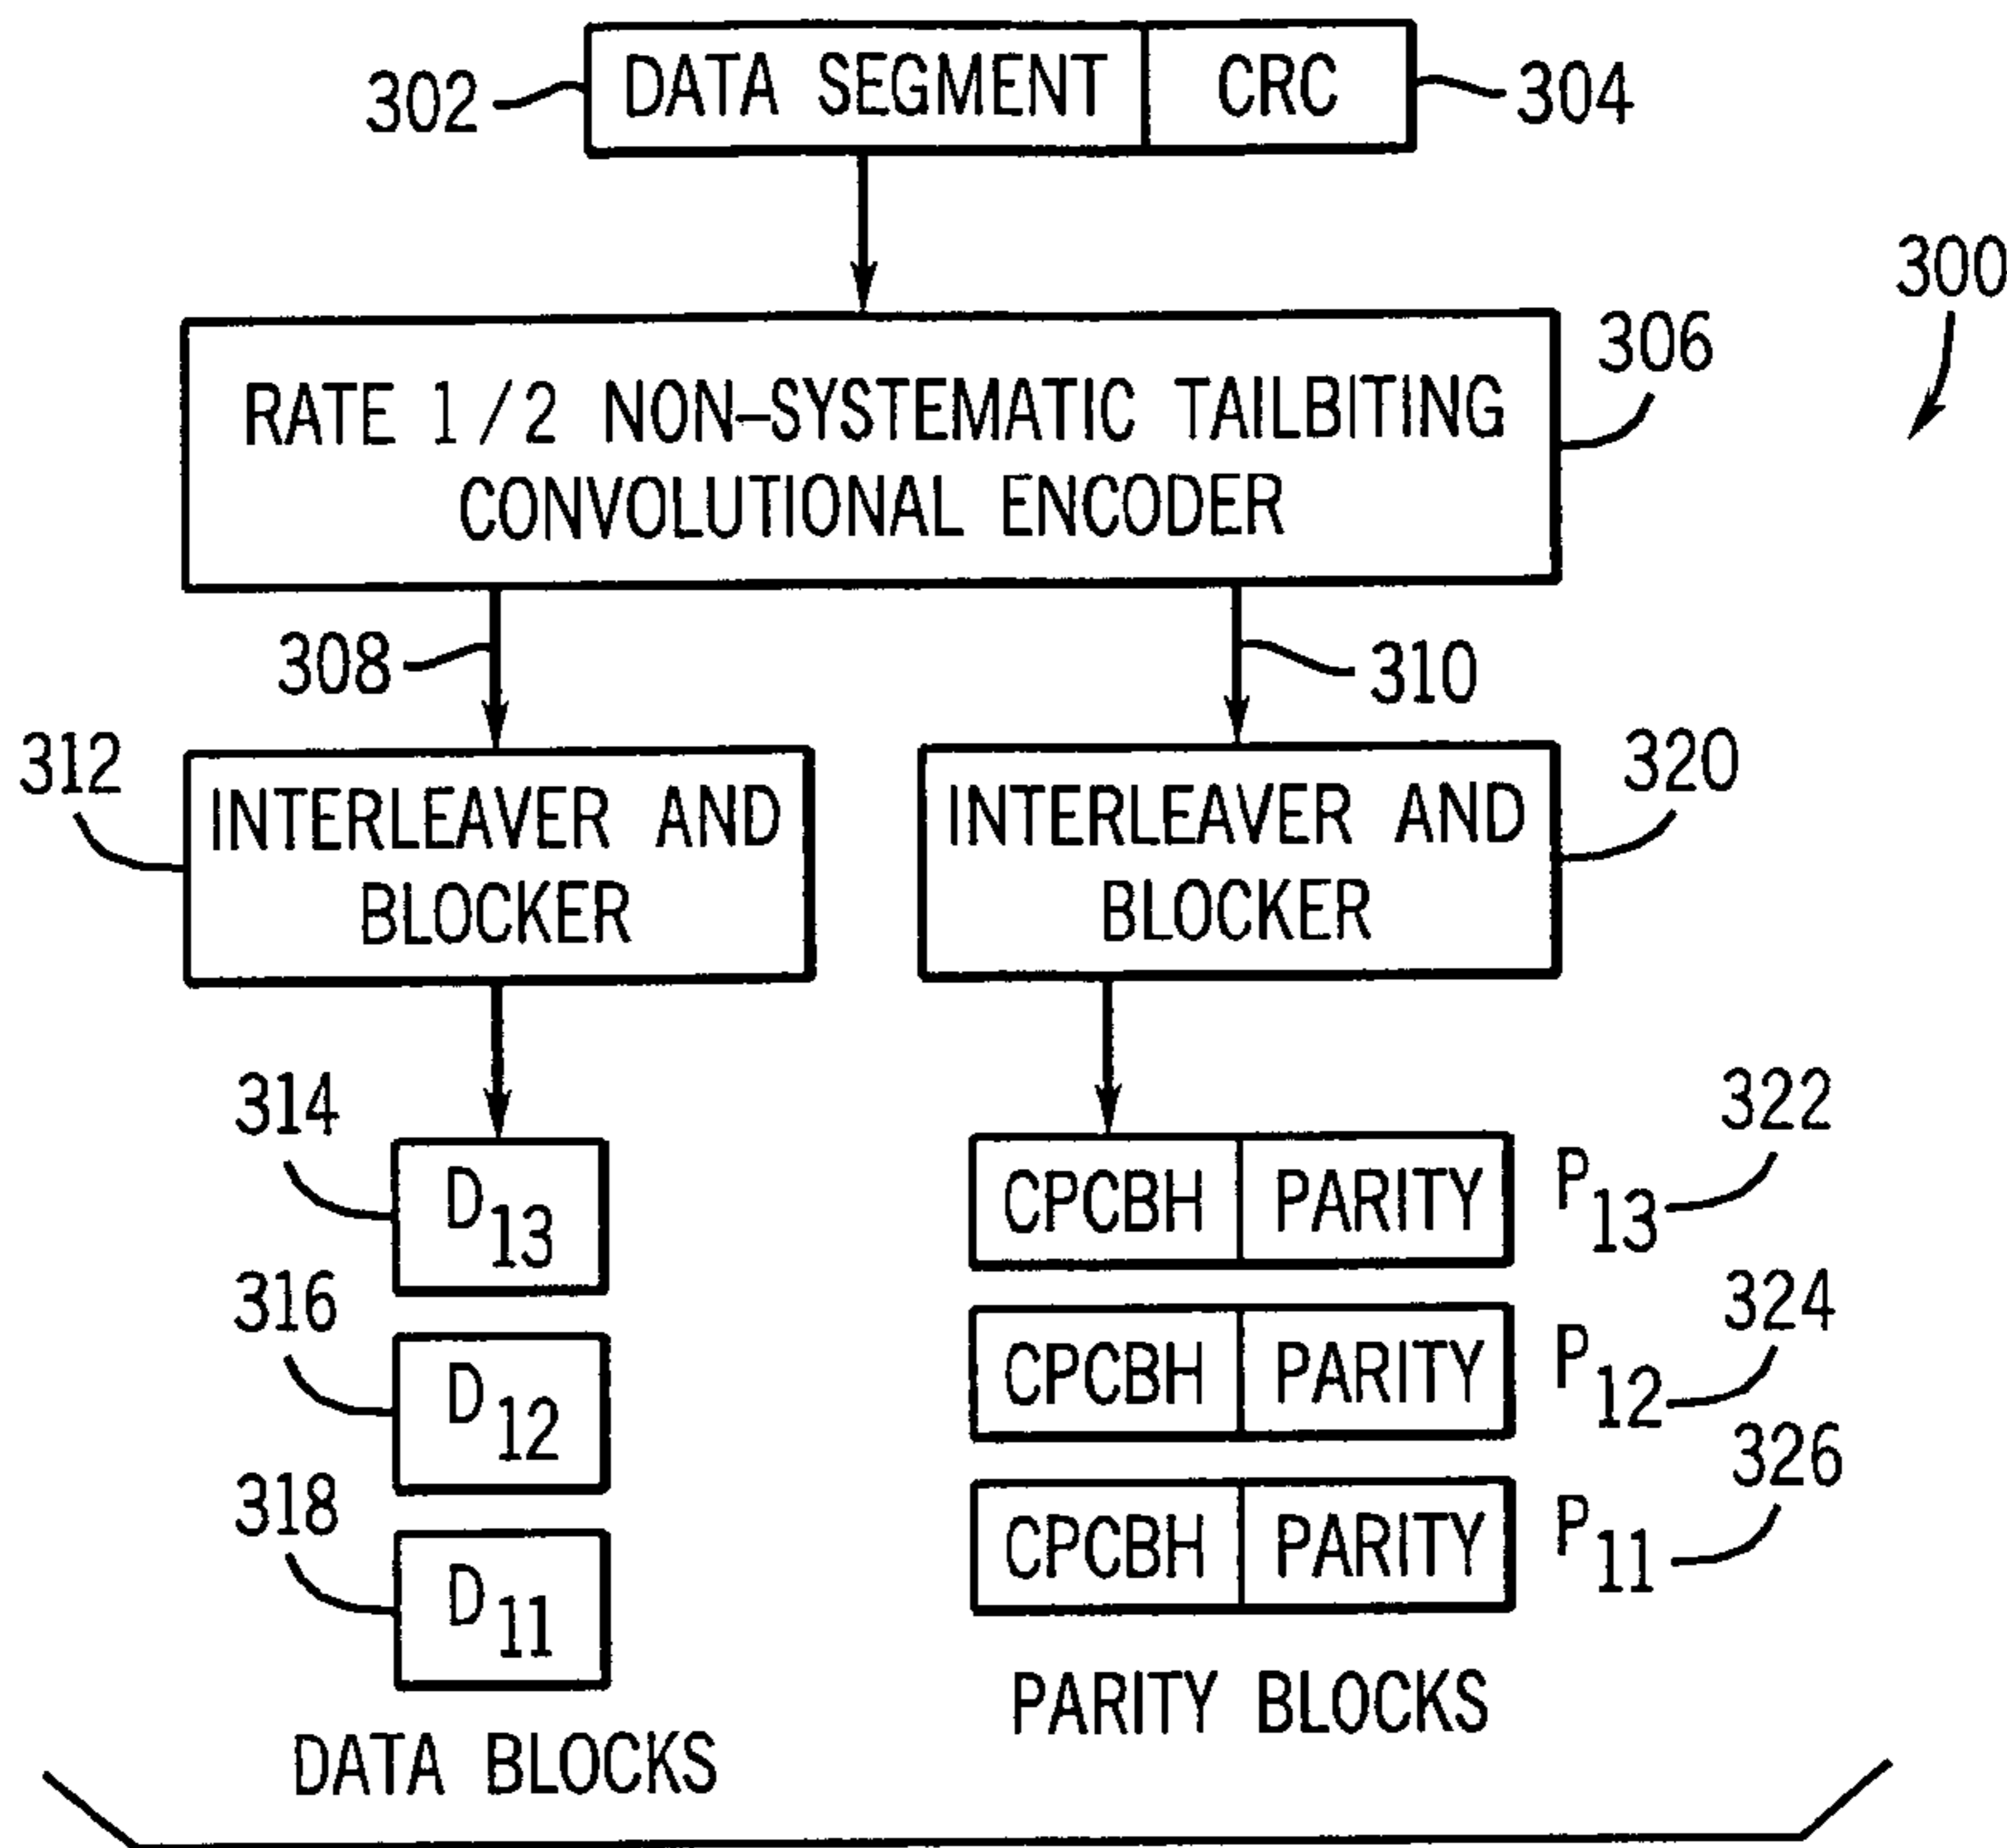 302 DATA SEGMENT CRC 304
300
306
RATE 1/2 NON-SYSTEMATIC TAILBITING
CONVOLUTIONAL ENCODER
308 310
312 320
INTERLEAVER AND
BLOCKER
INTERLEAVER AND
BLOCKER
314 322
D13 CPCBH PARITY P13
316 324
D12 CPCBH PARITY P12
318 326
D11 CPCBH PARITY P11
DATA BLOCKS
PARITY BLOCKS